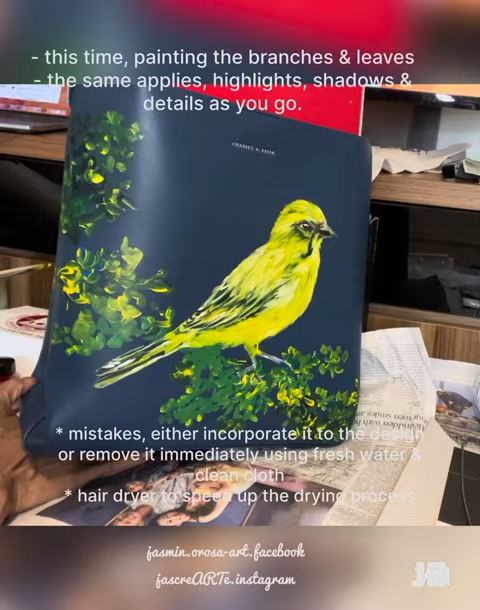 - this time, painting the branches & leaves
- the same applies, highlights, shadows &
details as you go.
CHARLES & KEITH
* mistakes, either incorporate it to the design
or remove it immediately using fresh water &
clean cloth
* hair dryer to speed up the drying process
jasmin.orosa-art.facebook
jascreARTe.instagram